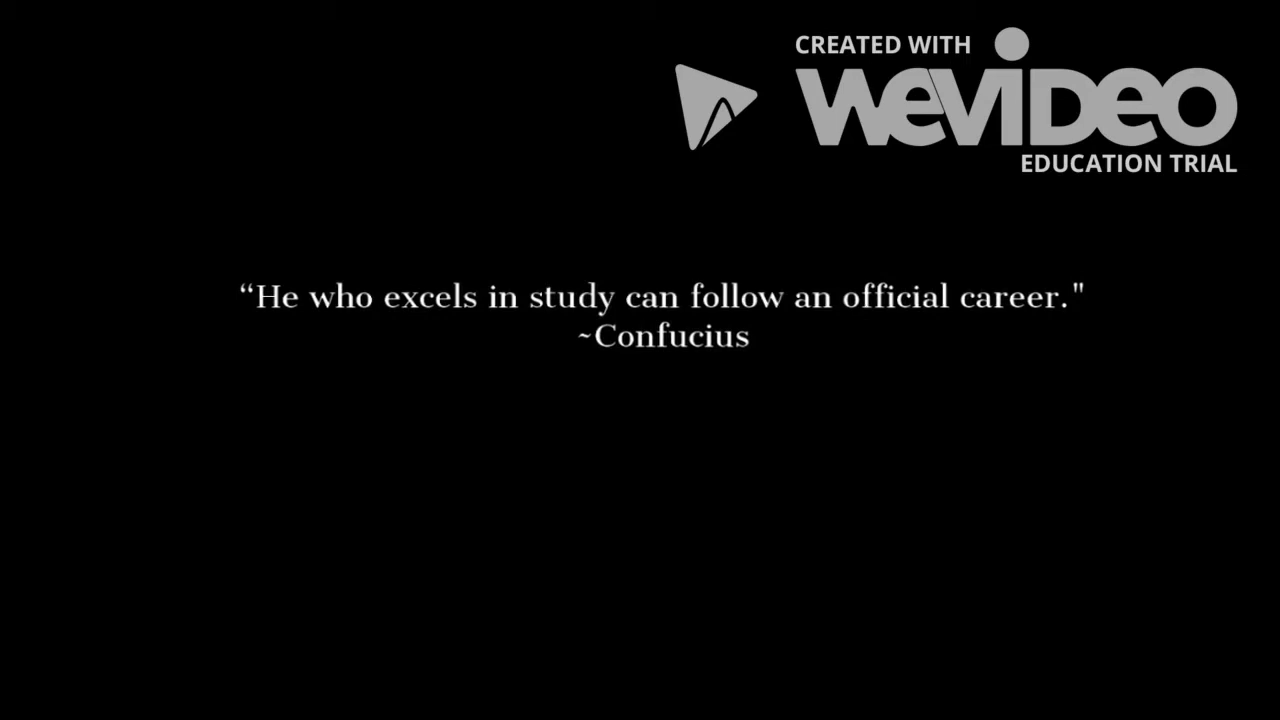 CREATED WITH
WEVIDEO
EDUCATION TRIAL
“He who excels in study can follow an official career."
~Confucius